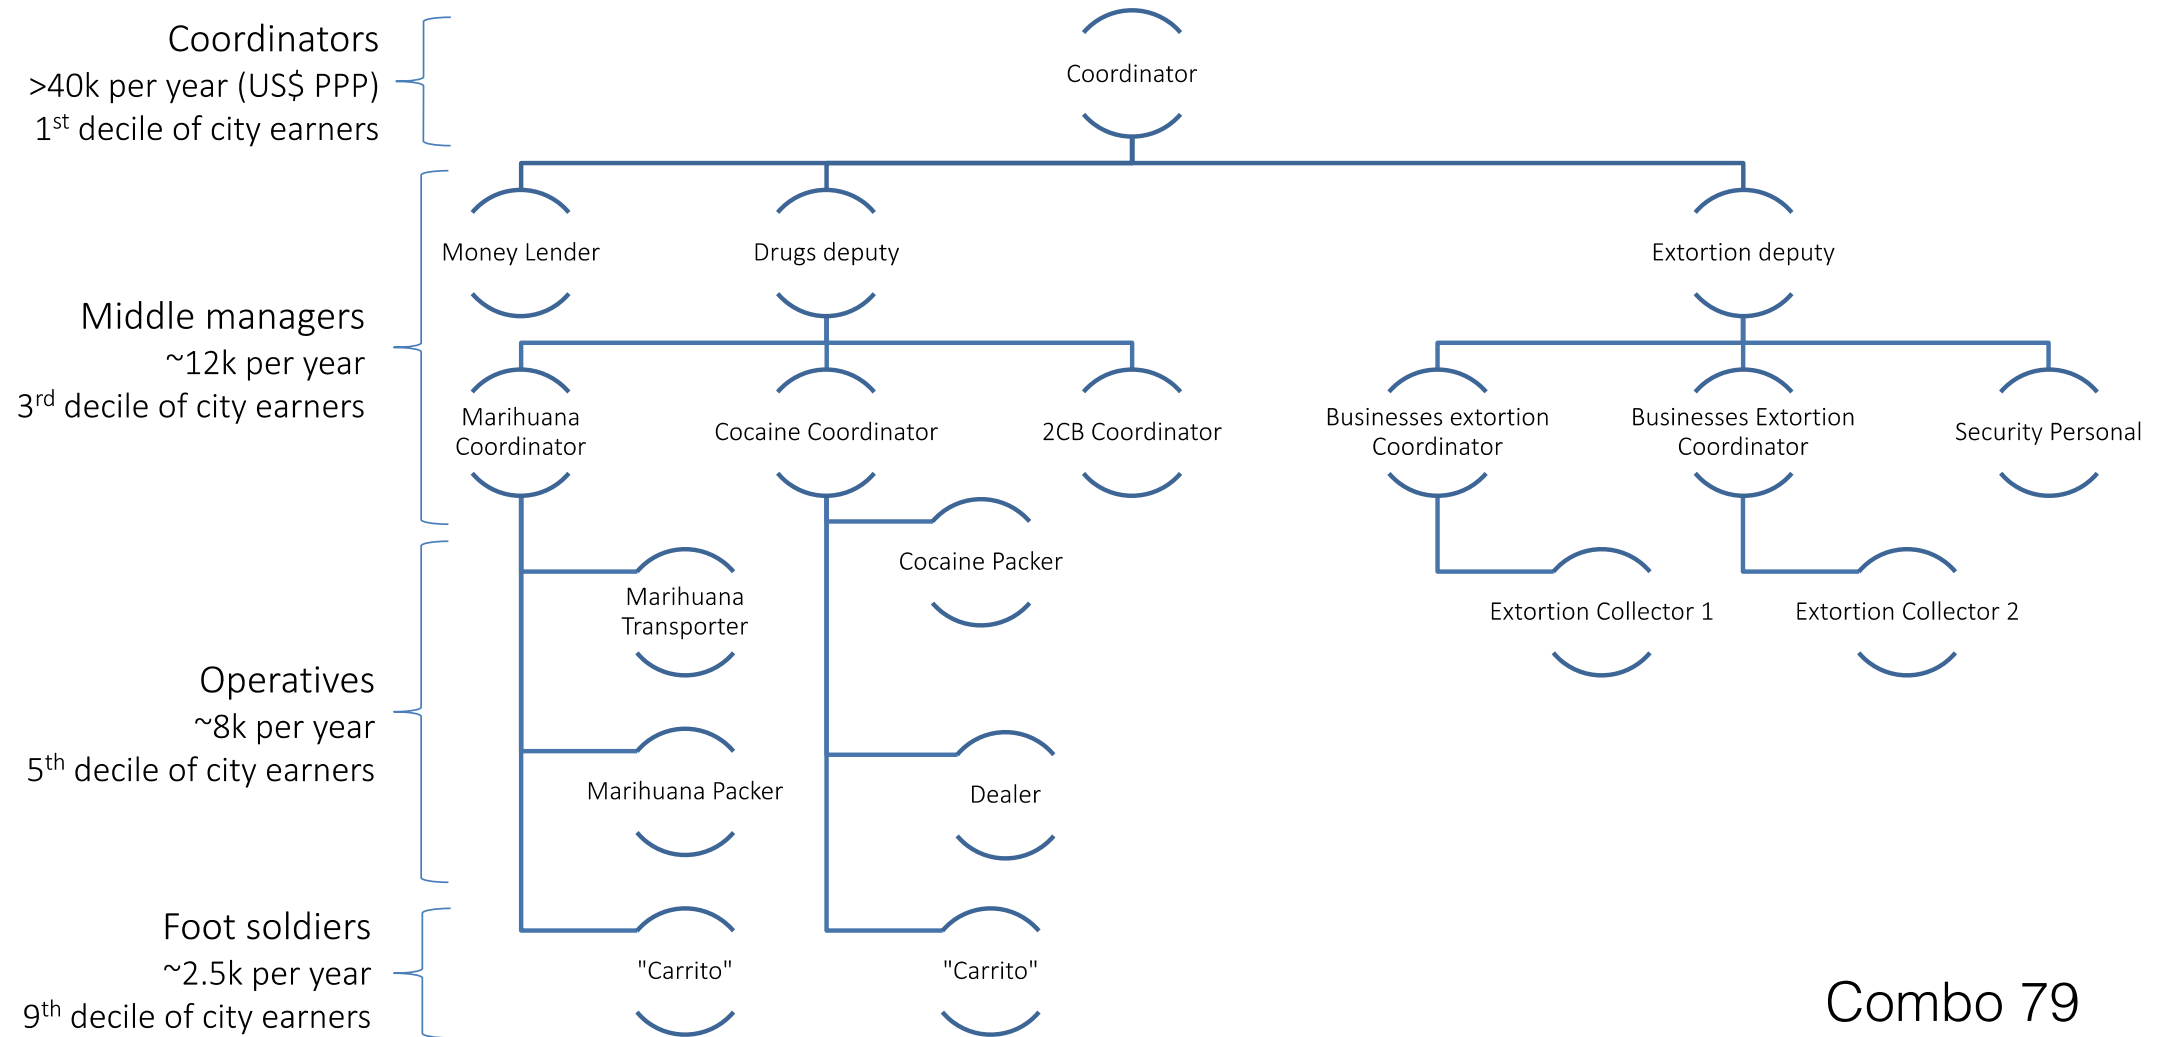 Coordinators
>40k per year (US$ PPP)
1st decile of city earners
Middle managers
~12k per year
3rd decile of city earners
Operatives
~8k per year
5th decile of city earners
Foot soldiers
~2.5k per year
9th decile of city earners
Coordinator
Money Lender
Drugs deputy
Extortion deputy
Marihuana
Coordinator
Cocaine Coordinator
2CB Coordinator
Businesses extortion
Coordinator
Businesses Extortion
Coordinator
Security Personal
Marihuana
Transporter
Marihuana Packer
"Carrito"
Cocaine Packer
Dealer
"Carrito"
Extortion Collector 1
Extortion Collector 2
Combo 79